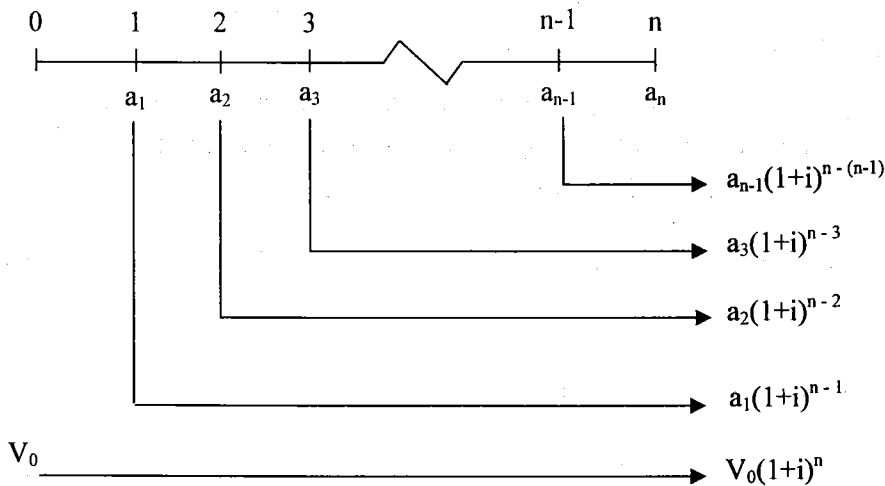 0 1 2 3 n-1 n
a₁ a₂ a₃ aₙ₋₁ aₙ
aₙ₋₁(1+i)ⁿ ⁻ ⁽ⁿ⁻¹⁾
a₃(1+i)ⁿ ⁻ ³
a₂(1+i)ⁿ ⁻ ²
a₁(1+i)ⁿ ⁻ ¹
V₀ V₀(1+i)ⁿ